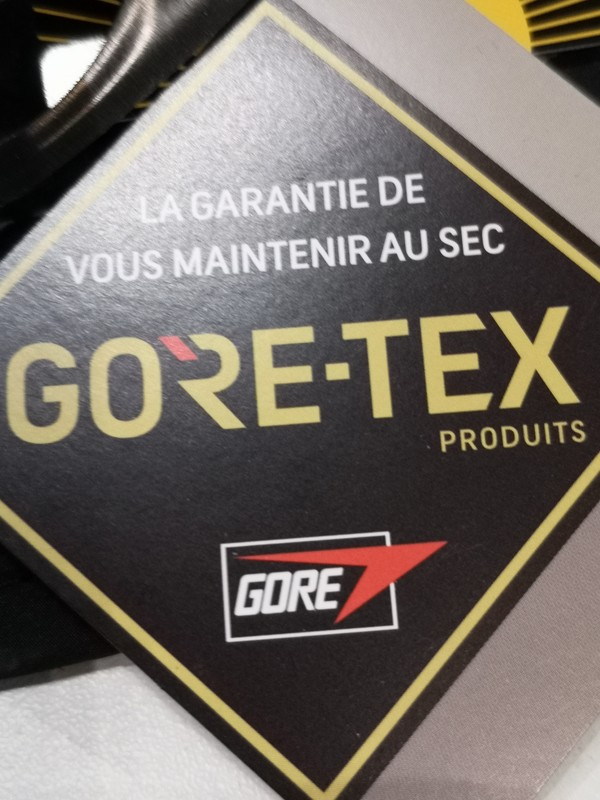 LA GARANTIE DE
VOUS MAINTENIR AU SEC
GORE-TEX
PRODUITS
GORE